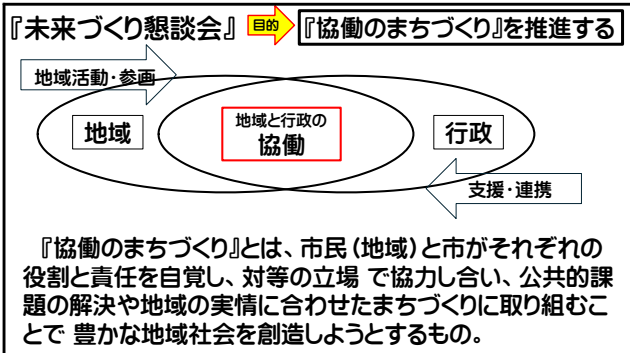 『未来づくり懇談会』 目的 『協働のまちづくり』を推進する
地域活動・参画
地域
地域と行政の
協働
行政
支援・連携
『協働のまちづくり』とは、市民(地域)と市がそれぞれの
役割と責任を自覚し、対等の立場 で協力し合い、公共的課
題の解決や地域の実情に合わせたまちづくりに取り組むこ
とで 豊かな地域社会を創造しようとするもの。